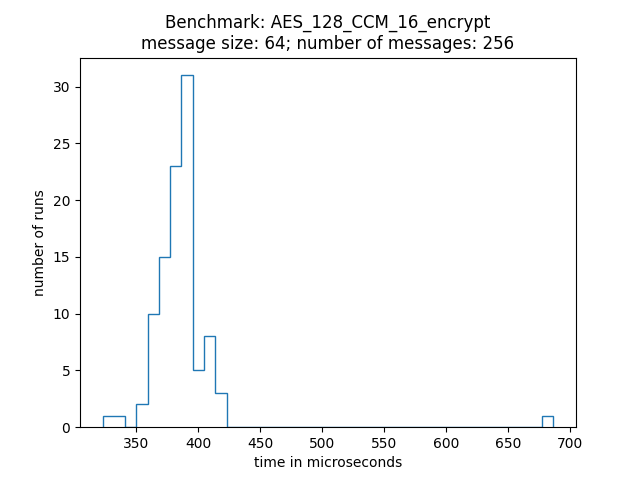 Benchmark: AES_128_CCM_16_encrypt
message size: 64; number of messages: 256
30
25
20
15
10
5
0
number of runs
350 400 450 500 550 600 650 700
time in microseconds